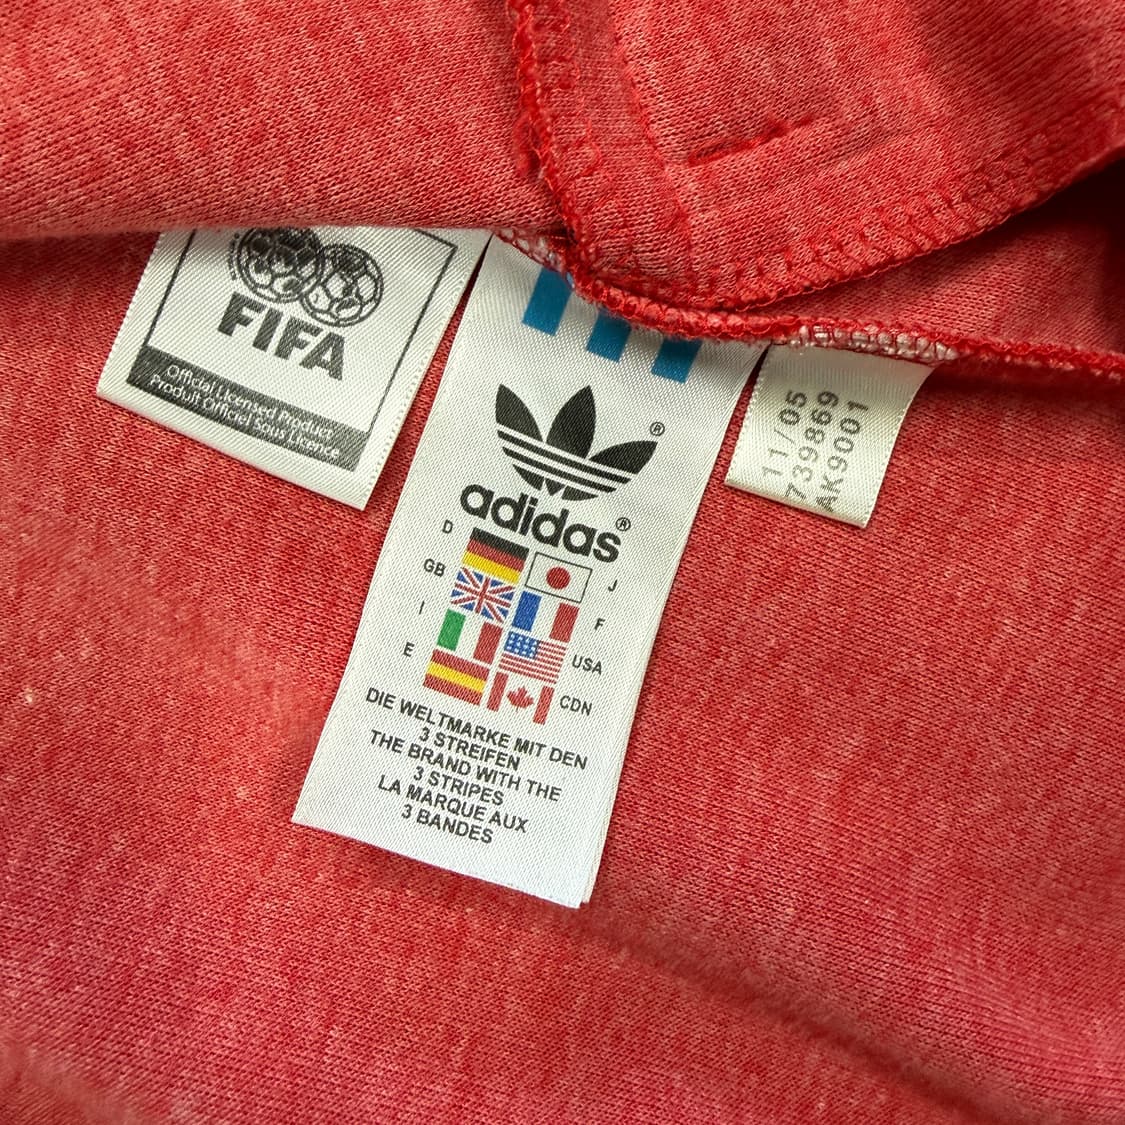 FIFA
Official Licensed Product
Produit Officiel Sous Licence
®
adidas®
D
J
GB
F
I
USA
E
CDN
DIE WELTMARKE MIT DEN
3 STREIFEN
THE BRAND WITH THE
3 STRIPES
LA MARQUE AUX
3 BANDES
11/05
739869
AK9001